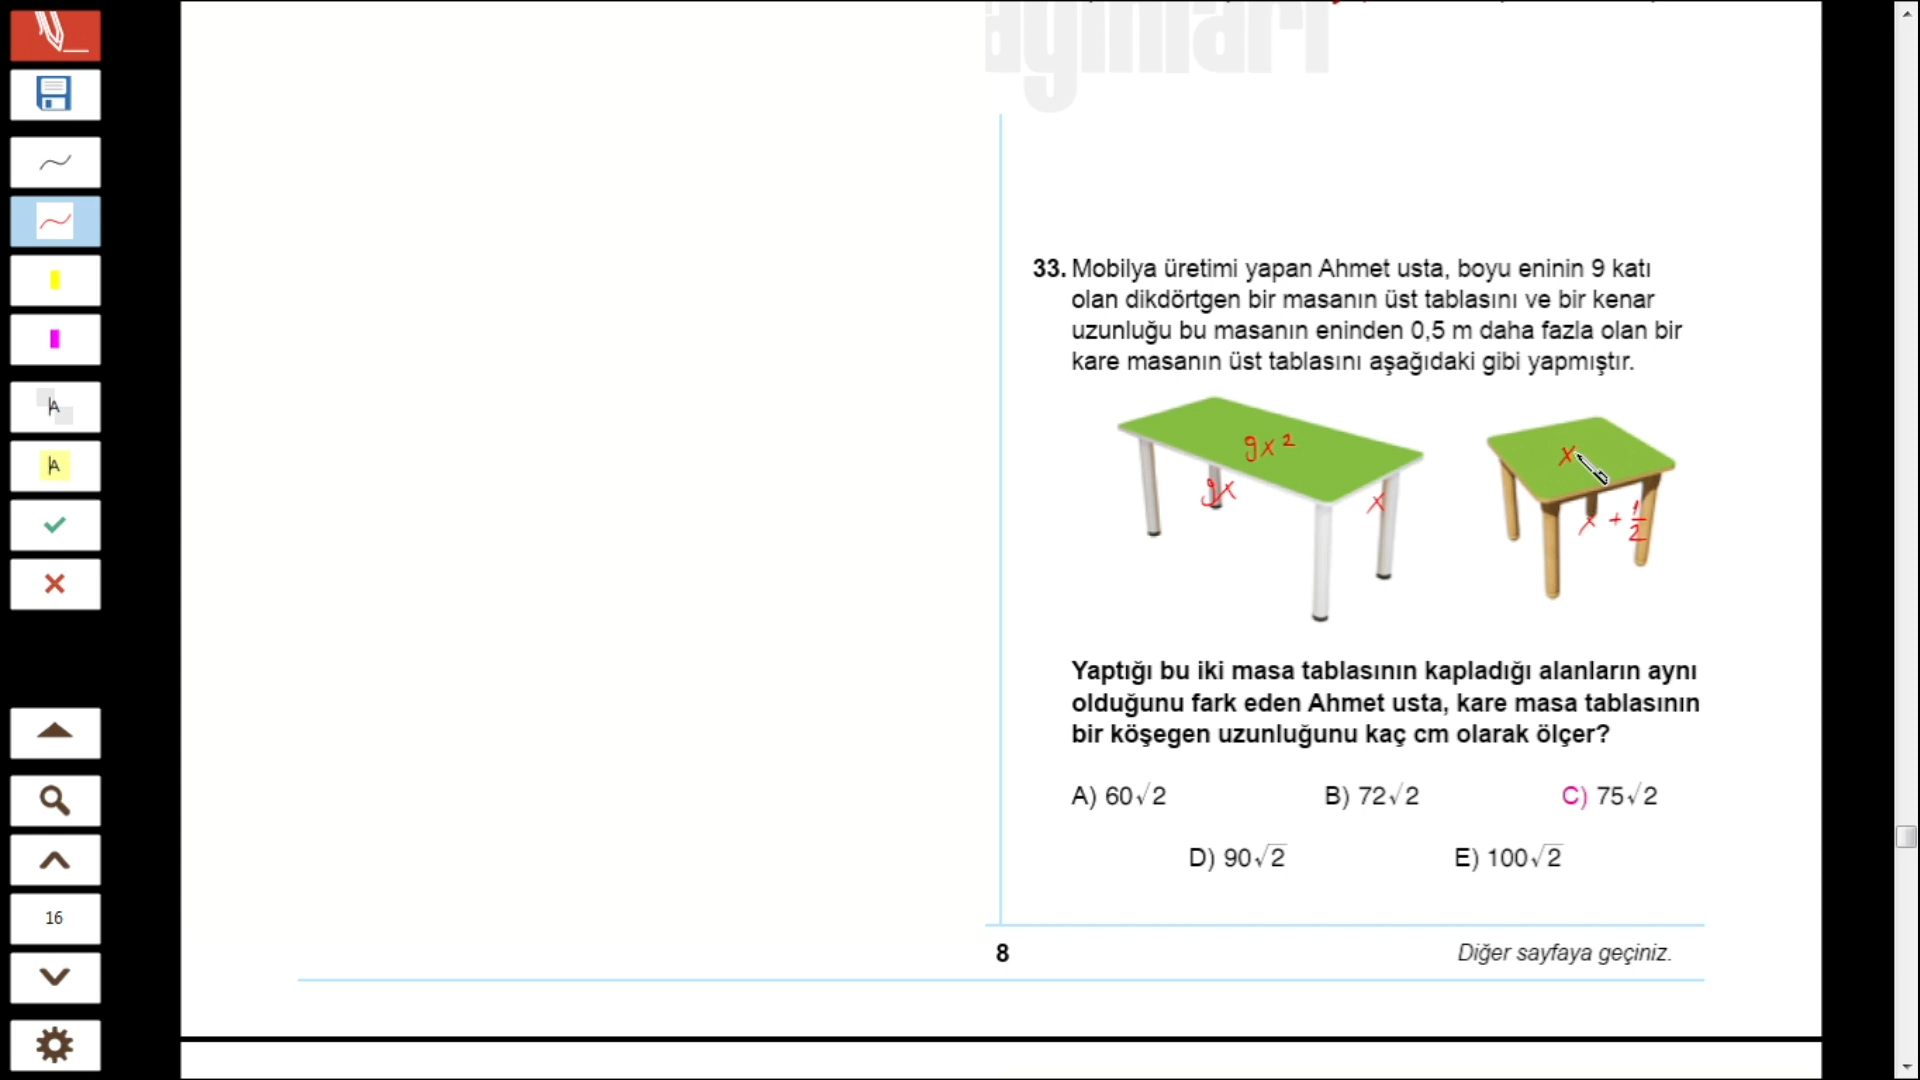 33. Mobilya üretimi yapan Ahmet usta, boyu eninin 9 katı
olan dikdörtgen bir masanın üst tablasını ve bir kenar
uzunluğu bu masanın eninden 0,5 m daha fazla olan bir
kare masanın üst tablasını aşağıdaki gibi yapmıştır.
9x²
x
9x
x
x + 1/2
Yaptığı bu iki masa tablasının kapladığı alanların aynı
olduğunu fark eden Ahmet usta, kare masa tablasının
bir köşegen uzunluğunu kaç cm olarak ölçer?
A) 60√2 B) 72√2 C) 75√2
D) 90√2 E) 100√2
16
8 Diğer sayfaya geçiniz.